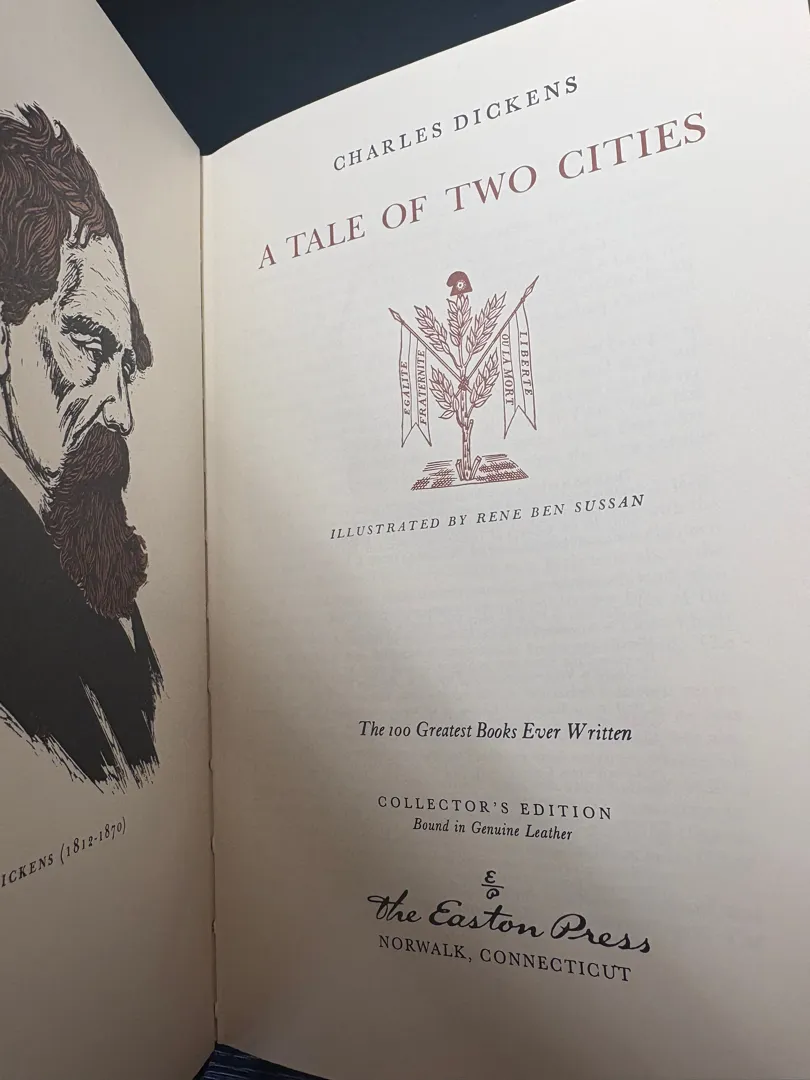 CHARLES DICKENS
A TALE OF TWO CITIES
EGALITE
FRATERNITE
OU LA MORT
LIBERTE
ILLUSTRATED BY RENE BEN SUSSAN
The 100 Greatest Books Ever Written
COLLECTOR'S EDITION
Bound in Genuine Leather
EP
The Easton Press
NORWALK, CONNECTICUT
ICKENS (1812-1870)